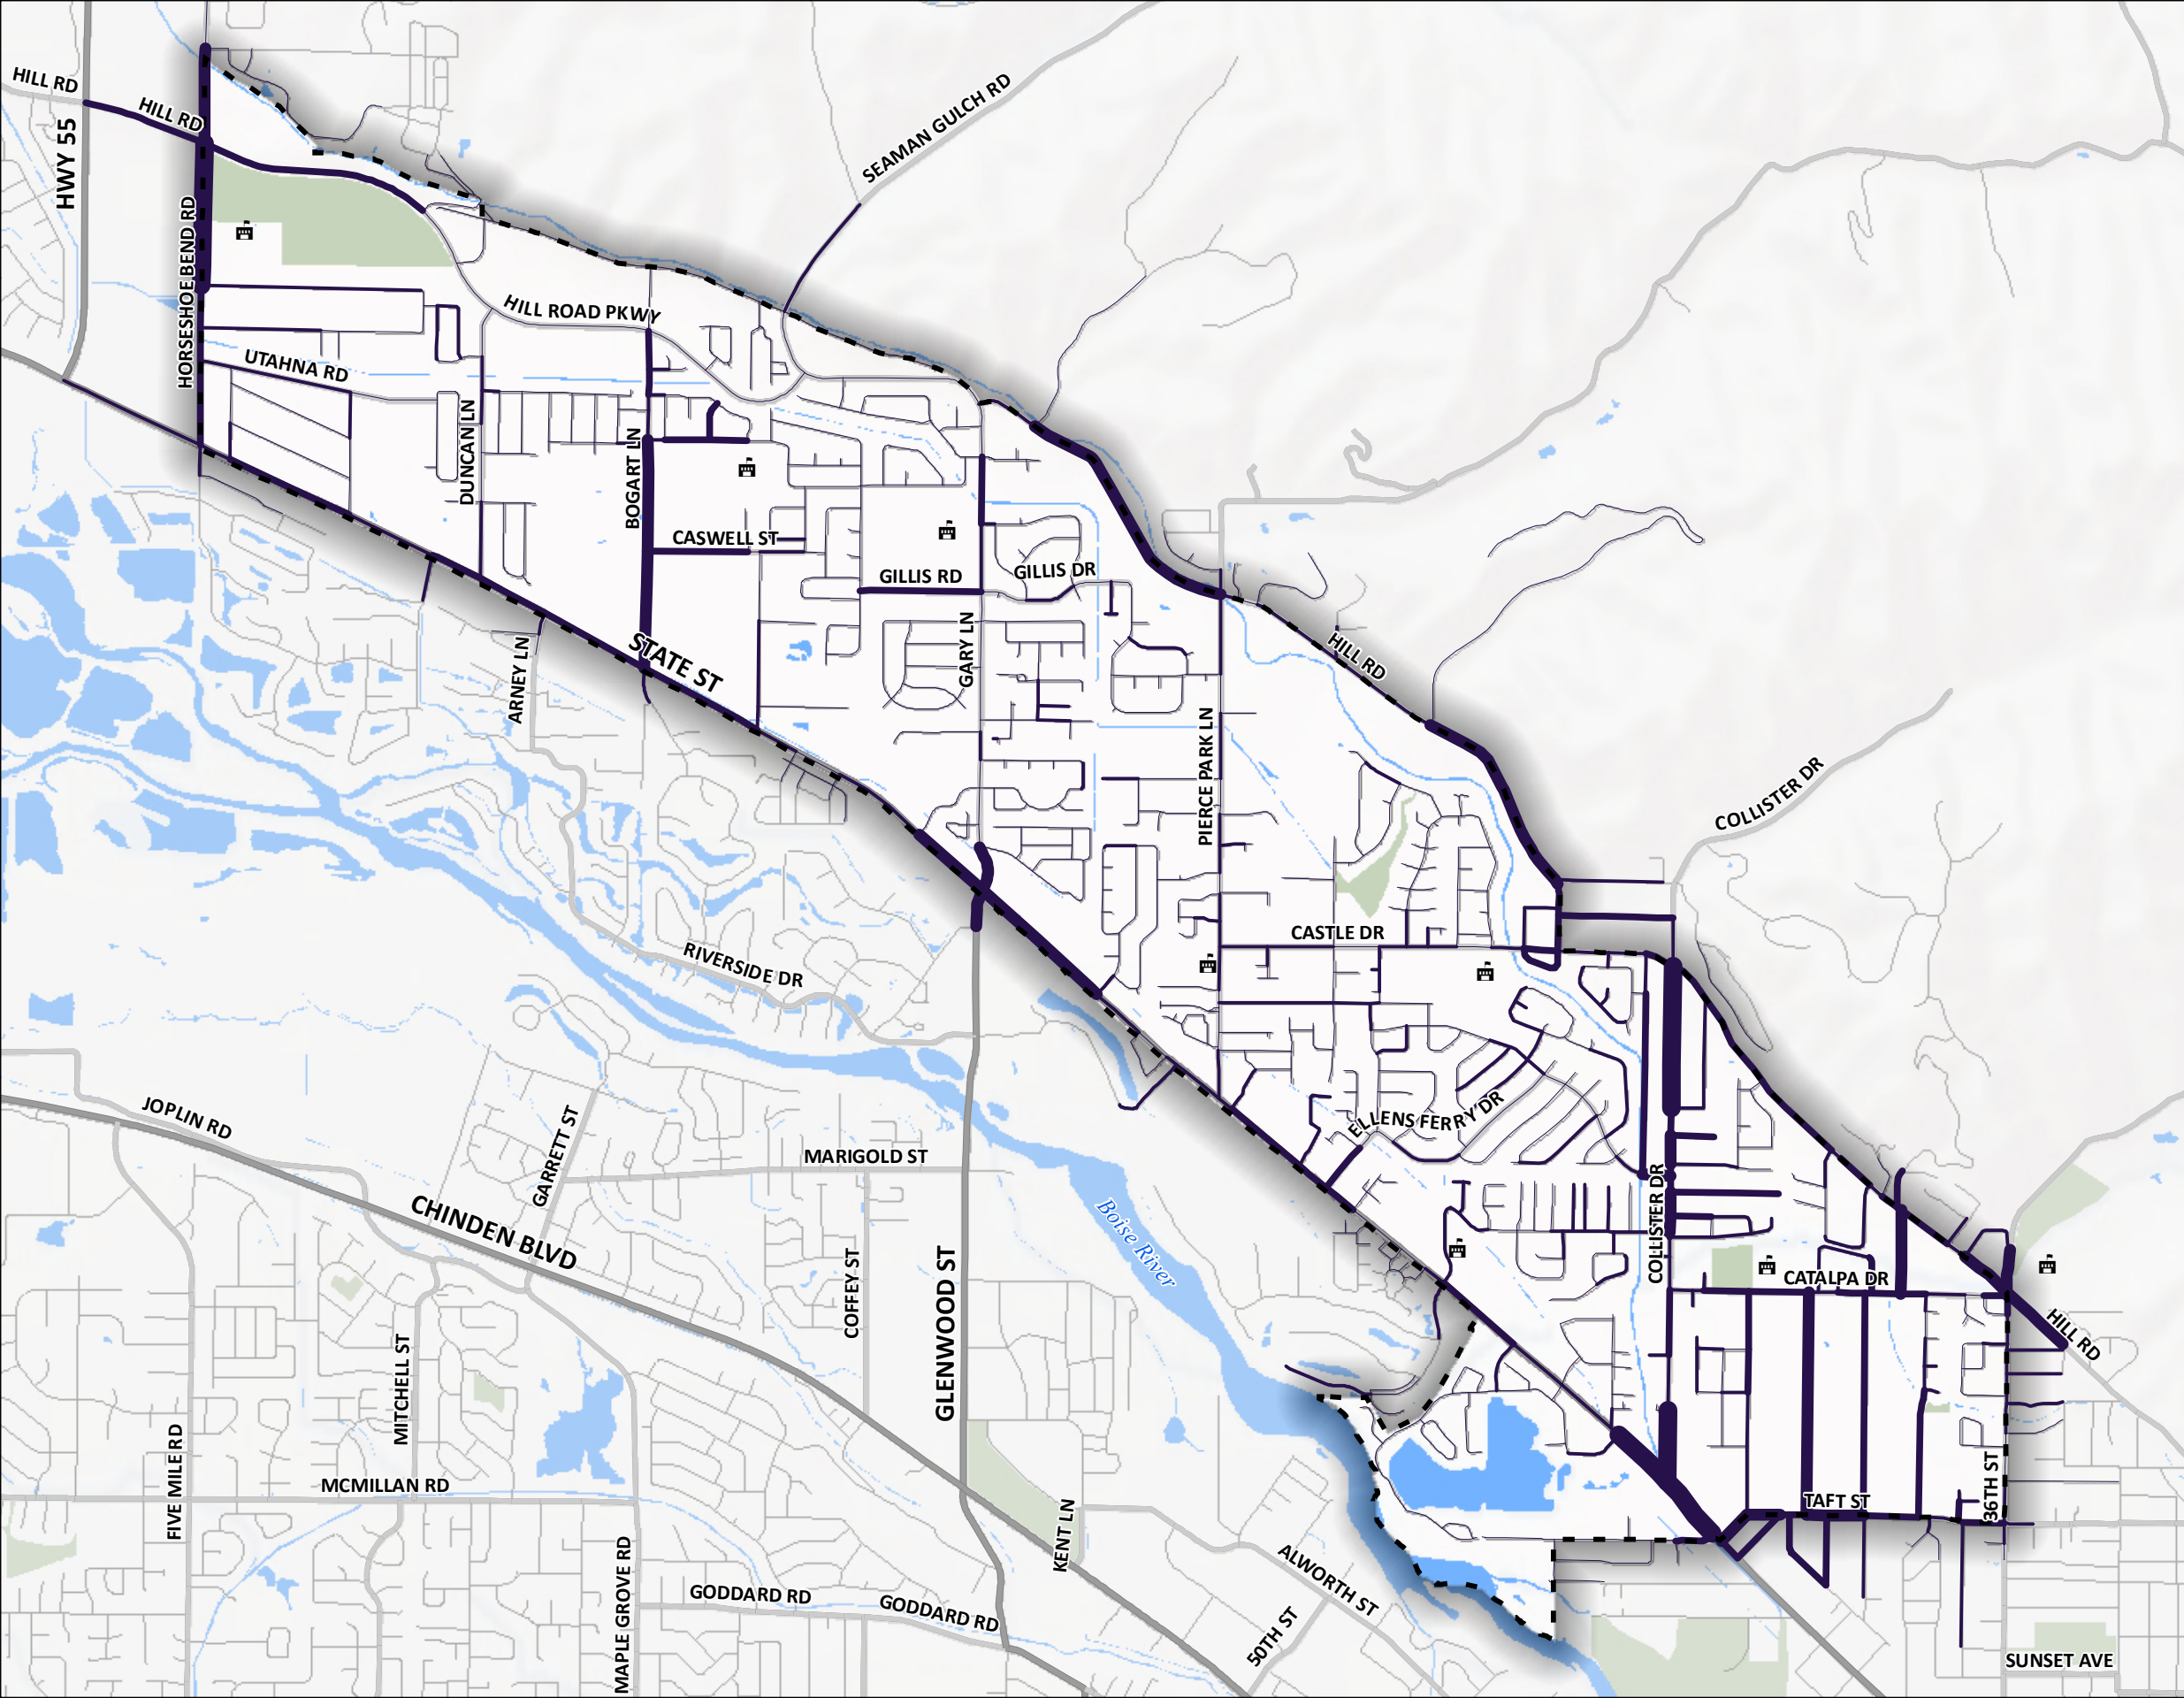 HILL RD
HILL RD
HWY 55
SEAMAN GULCH RD
HORSESHOE BEND RD
HILL ROAD PKWY
UTAHNA RD
DUNCAN LN
BOGART LN
CASWELL ST
GILLIS RD
GILLIS DR
GARY LN
HILL RD
STATE ST
ARNEY LN
PIERCE PARK LN
COLLISTER DR
CASTLE DR
RIVERSIDE DR
ELLENS FERRY DR
JOPLIN RD
GARRETT ST
MARIGOLD ST
CHINDEN BLVD
Boise River
COLLISTER DR
COFFEY ST
GLENWOOD ST
CATALPA DR
HILL RD
MITCHELL ST
FIVE MILE RD
MCMILLAN RD
TAFT ST
36TH ST
KENT LN
MAPLE GROVE RD
ALWORTH ST
GODDARD RD
GODDARD RD
50TH ST
SUNSET AVE